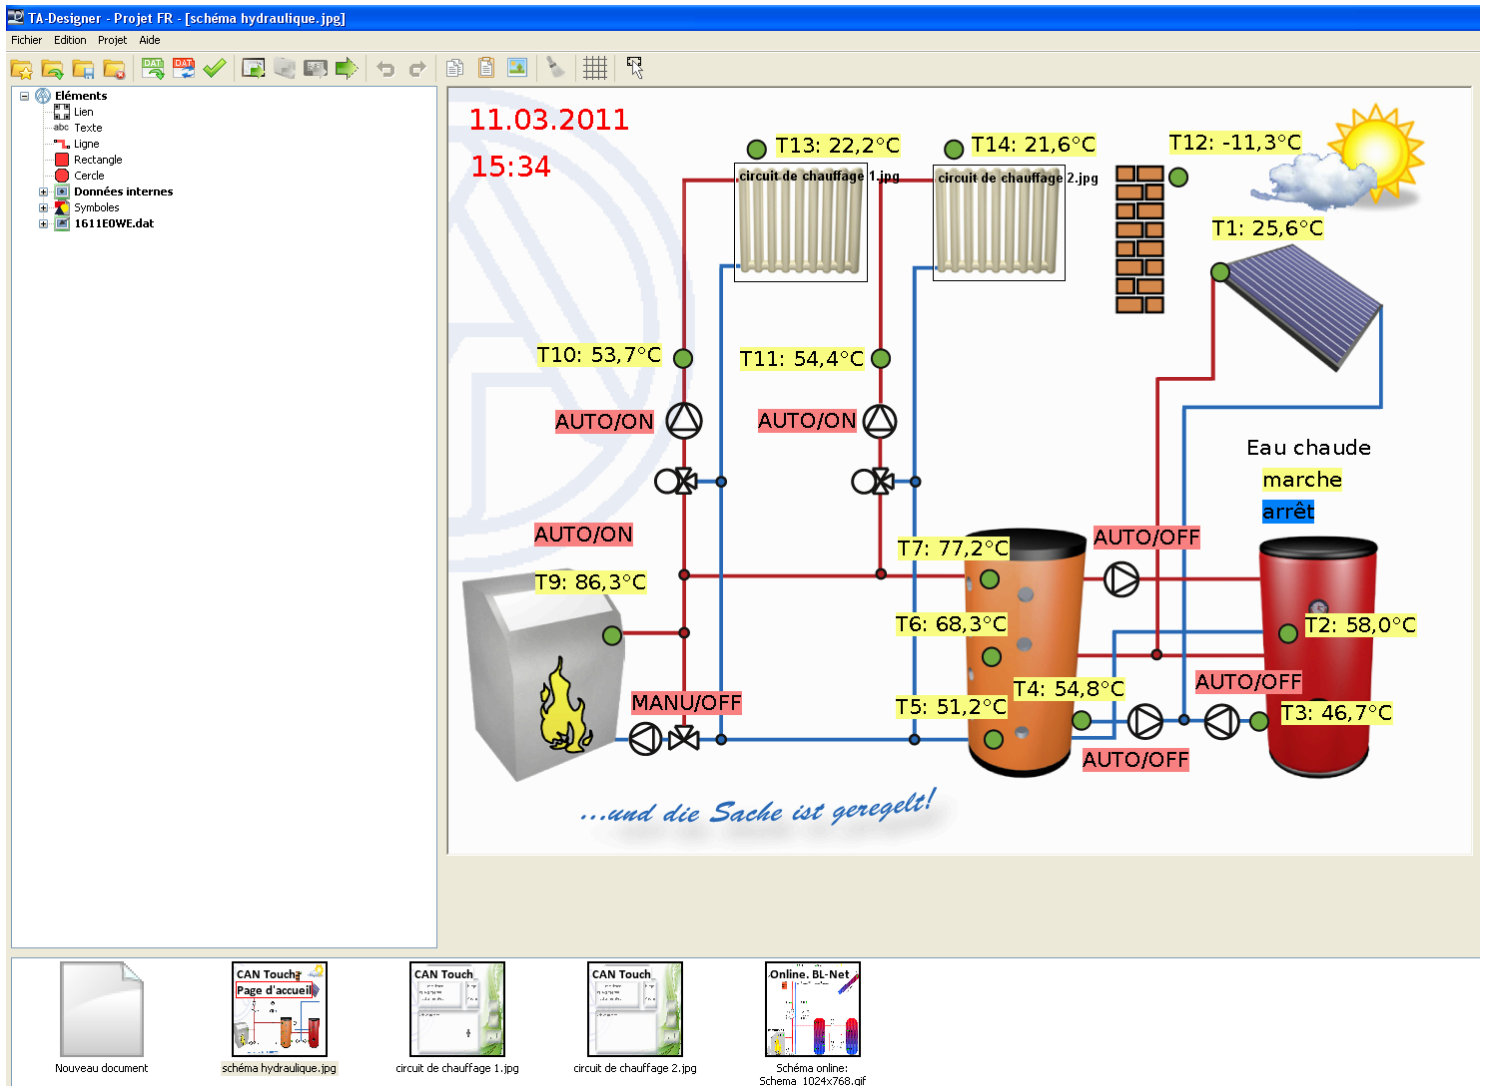 TA-Designer - Projet FR - [schéma hydraulique.jpg]
Fichier Edition Projet Aide
DAT DAT
Eléments
Lien
abc Texte
Ligne
Rectangle
Cercle
Données internes
Symboles
1611E0WE.dat
11.03.2011
15:34
T13: 22,2°C
T14: 21,6°C
T12: -11,3°C
circuit de chauffage 1.jpg
circuit de chauffage 2.jpg
T1: 25,6°C
T10: 53,7°C
T11: 54,4°C
AUTO/ON
AUTO/ON
Eau chaude
marche
arrêt
AUTO/ON
T7: 77,2°C
AUTO/OFF
T9: 86,3°C
T6: 68,3°C
T2: 58,0°C
T4: 54,8°C
AUTO/OFF
MANU/OFF
T5: 51,2°C
T3: 46,7°C
AUTO/OFF
...und die Sache ist geregelt!
Nouveau document
CAN Touch
Page d'accueil
schéma hydraulique.jpg
CAN Touch
circuit de chauffage 1.jpg
CAN Touch
circuit de chauffage 2.jpg
Online. BL-Net
Schéma online:
Schema_1024x768.gif